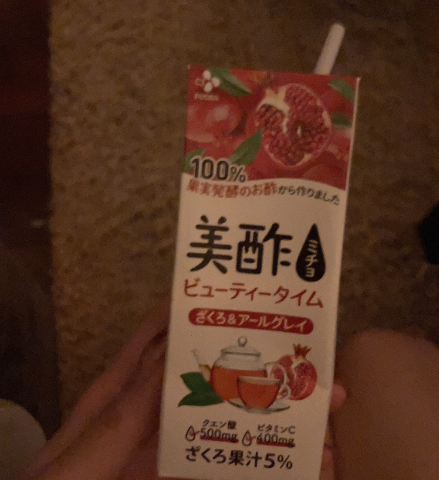 CJ
FOODS
100%
果実発酵のお酢から作りました
美酢 ミチョ
ビューティータイム
ざくろ&アールグレイ
クエン酸 ビタミンC
500mg 400mg
ざくろ果汁5%